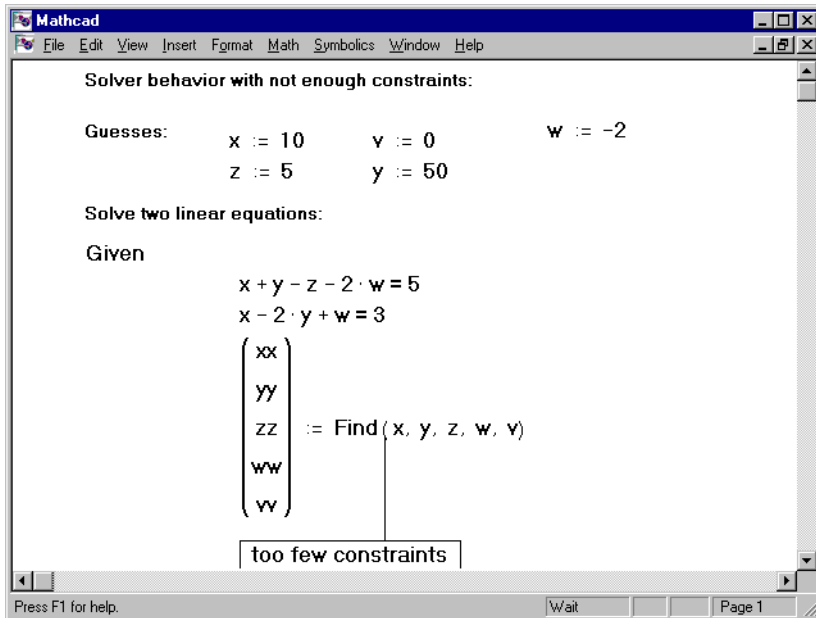 Mathcad
File Edit View Insert Format Math Symbolics Window Help
Solver behavior with not enough constraints:
Guesses: x := 10 v := 0 w := -2
z := 5 y := 50
Solve two linear equations:
Given
x + y − z − 2 · w = 5
x − 2 · y + w = 3
xx
yy
zz := Find(x, y, z, w, v)
ww
vv
too few constraints
Press F1 for help. Wait Page 1